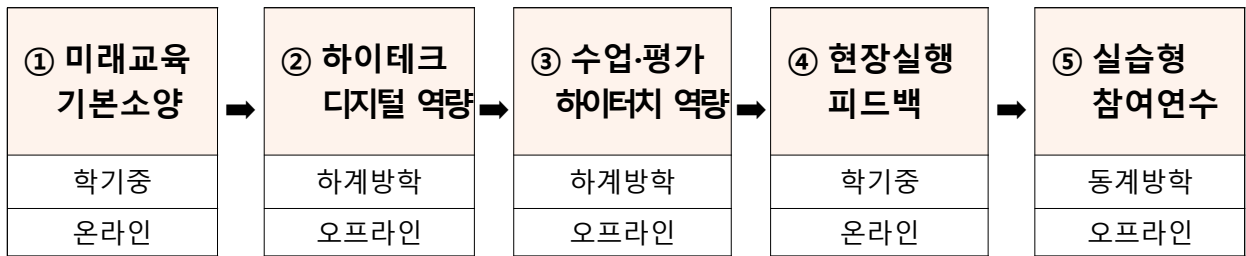 ① 미래교육
기본소양
학기중
온라인
② 하이테크
디지털 역량
하계방학
오프라인
③ 수업·평가
하이터치 역량
하계방학
오프라인
④ 현장실행
피드백
학기중
온라인
⑤ 실습형
참여연수
동계방학
오프라인